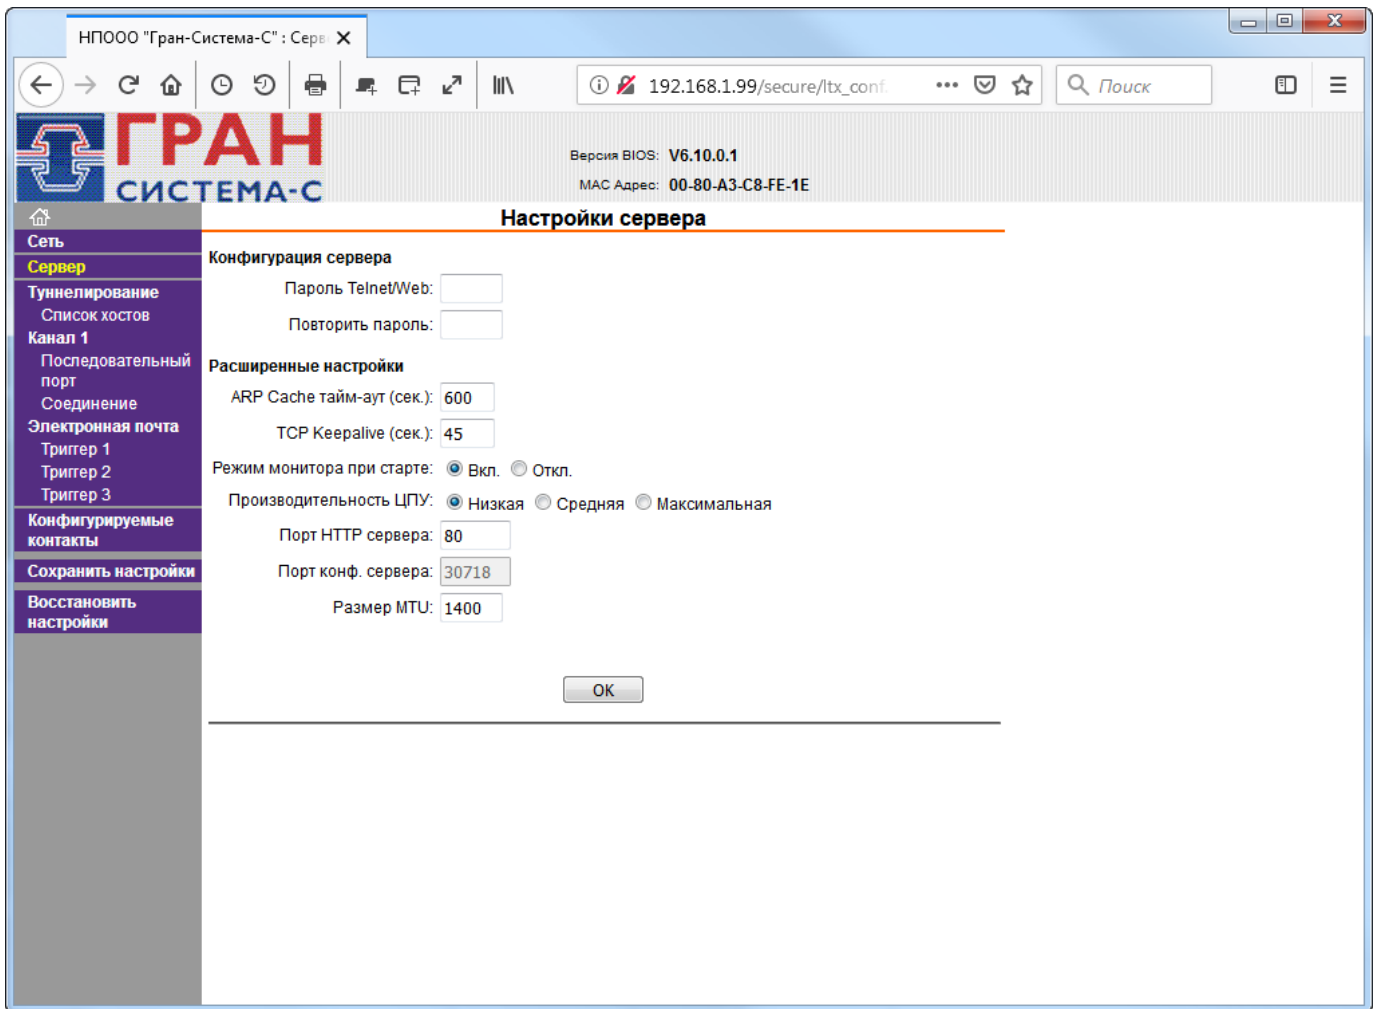 НПООО "Гран-Система-С" : Серв
192.168.1.99/secure/ltx_conf.
Поиск
ГРАН
СИСТЕМА-С
Версия BIOS: V6.10.0.1
MAC Адрес: 00-80-A3-C8-FE-1E
Сеть
Сервер
Туннелирование
Список хостов
Канал 1
Последовательный
порт
Соединение
Электронная почта
Триггер 1
Триггер 2
Триггер 3
Конфигурируемые
контакты
Сохранить настройки
Восстановить
настройки
Настройки сервера
Конфигурация сервера
Пароль Telnet/Web:
Повторить пароль:
Расширенные настройки
ARP Cache тайм-аут (сек.): 600
TCP Keepalive (сек.): 45
Режим монитора при старте: Вкл. Откл.
Производительность ЦПУ: Низкая Средняя Максимальная
Порт HTTP сервера: 80
Порт конф. сервера: 30718
Размер MTU: 1400
OK